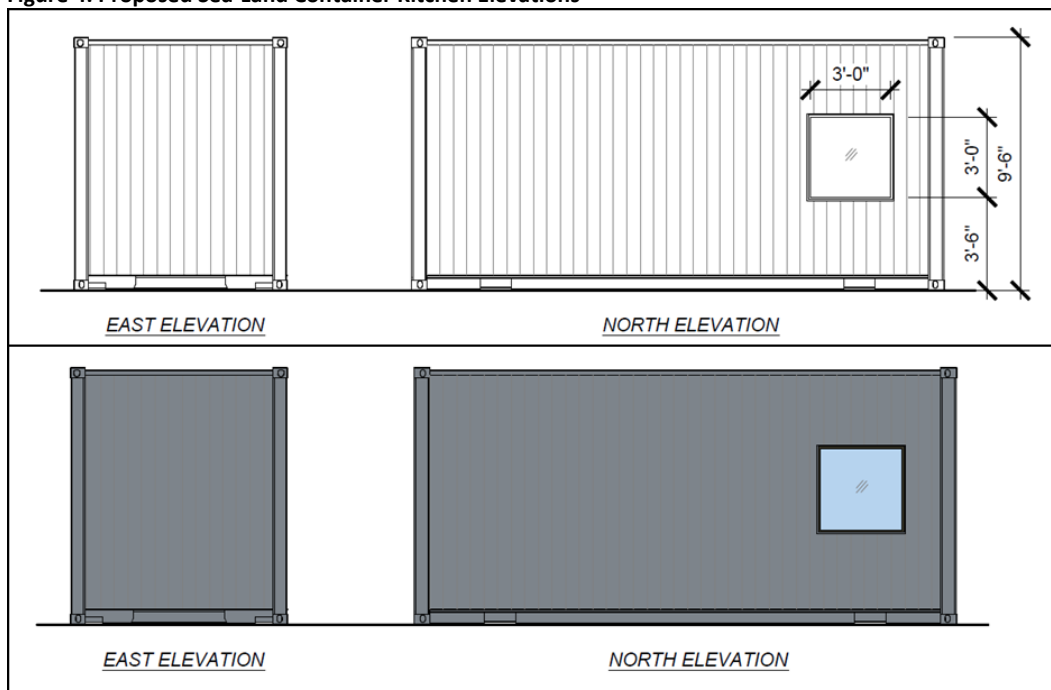 Figure 4: Proposed Sea-Land Container Kitchen Elevations
3'-0"
3'-0"
9'-6"
3'-6"
EAST ELEVATION
NORTH ELEVATION
EAST ELEVATION
NORTH ELEVATION